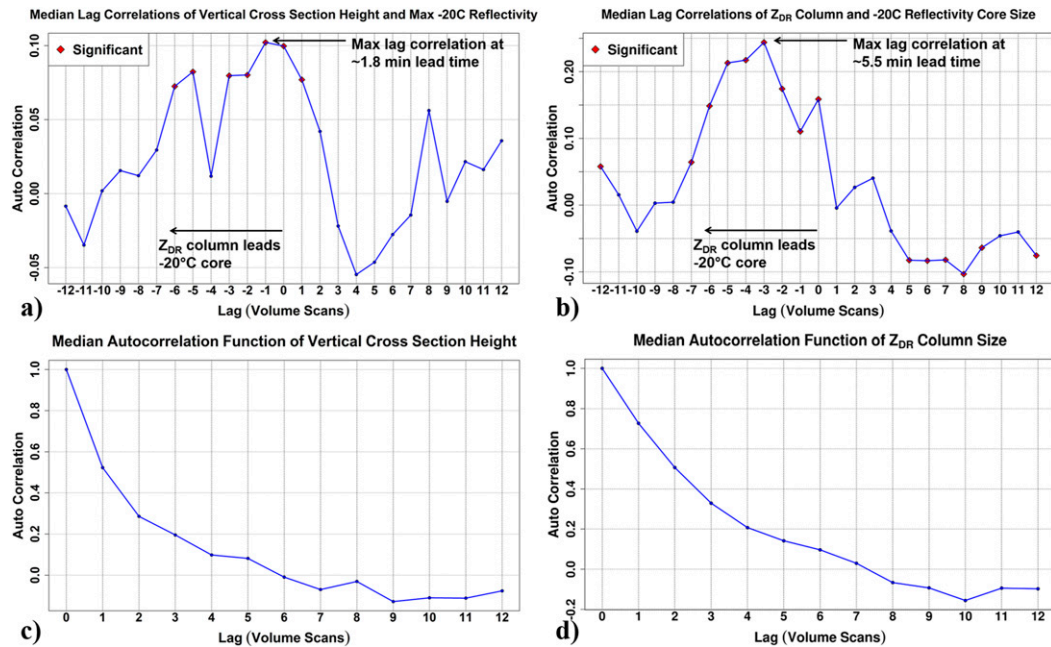 Median Lag Correlations of Vertical Cross Section Height and Max -20C Reflectivity
Significant
Max lag correlation at
~1.8 min lead time
Auto Correlation
0.10
0.05
0.00
-0.05
Z_DR column leads
-20°C core
-12 -11 -10 -9 -8 -7 -6 -5 -4 -3 -2 -1 0 1 2 3 4 5 6 7 8 9 10 11 12
Lag (Volume Scans)
a)
Median Lag Correlations of Z_DR Column and -20C Reflectivity Core Size
Significant
Max lag correlation at
~5.5 min lead time
Auto Correlation
0.20
0.10
0.00
-0.10
Z_DR column leads
-20°C core
-12 -11 -10 -9 -8 -7 -6 -5 -4 -3 -2 -1 0 1 2 3 4 5 6 7 8 9 10 11 12
Lag (Volume Scans)
b)
Median Autocorrelation Function of Vertical Cross Section Height
Auto Correlation
1.0
0.8
0.6
0.4
0.2
0.0
0 1 2 3 4 5 6 7 8 9 10 11 12
Lag (Volume Scans)
c)
Median Autocorrelation Function of Z_DR Column Size
Auto Correlation
1.0
0.8
0.6
0.4
0.2
0.0
-0.2
0 1 2 3 4 5 6 7 8 9 10 11 12
Lag (Volume Scans)
d)